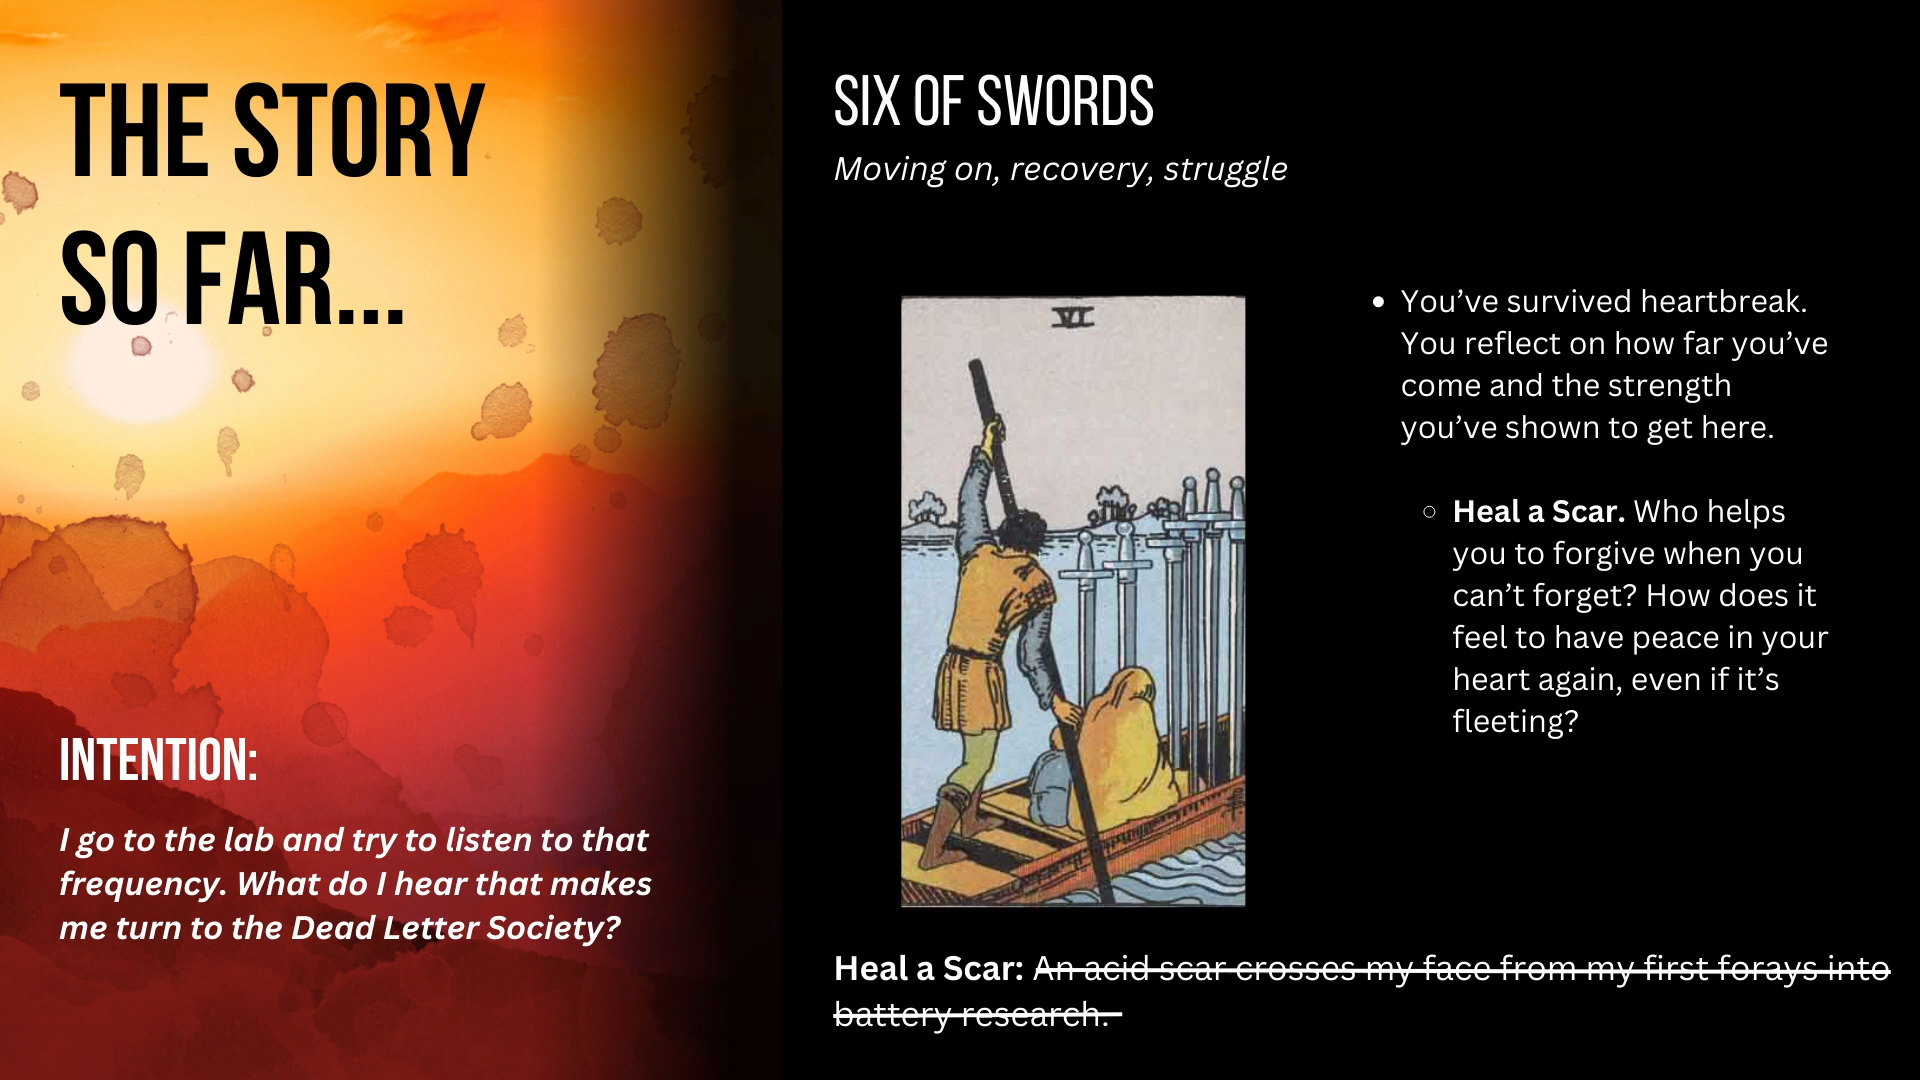 THE STORY
SO FAR...
INTENTION:
I go to the lab and try to listen to that
frequency. What do I hear that makes
me turn to the Dead Letter Society?
SIX OF SWORDS
Moving on, recovery, struggle
VI
You’ve survived heartbreak.
You reflect on how far you’ve
come and the strength
you’ve shown to get here.
Heal a Scar. Who helps
you to forgive when you
can’t forget? How does it
feel to have peace in your
heart again, even if it’s
fleeting?
Heal a Scar: An acid scar crosses my face from my first forays into
battery research.